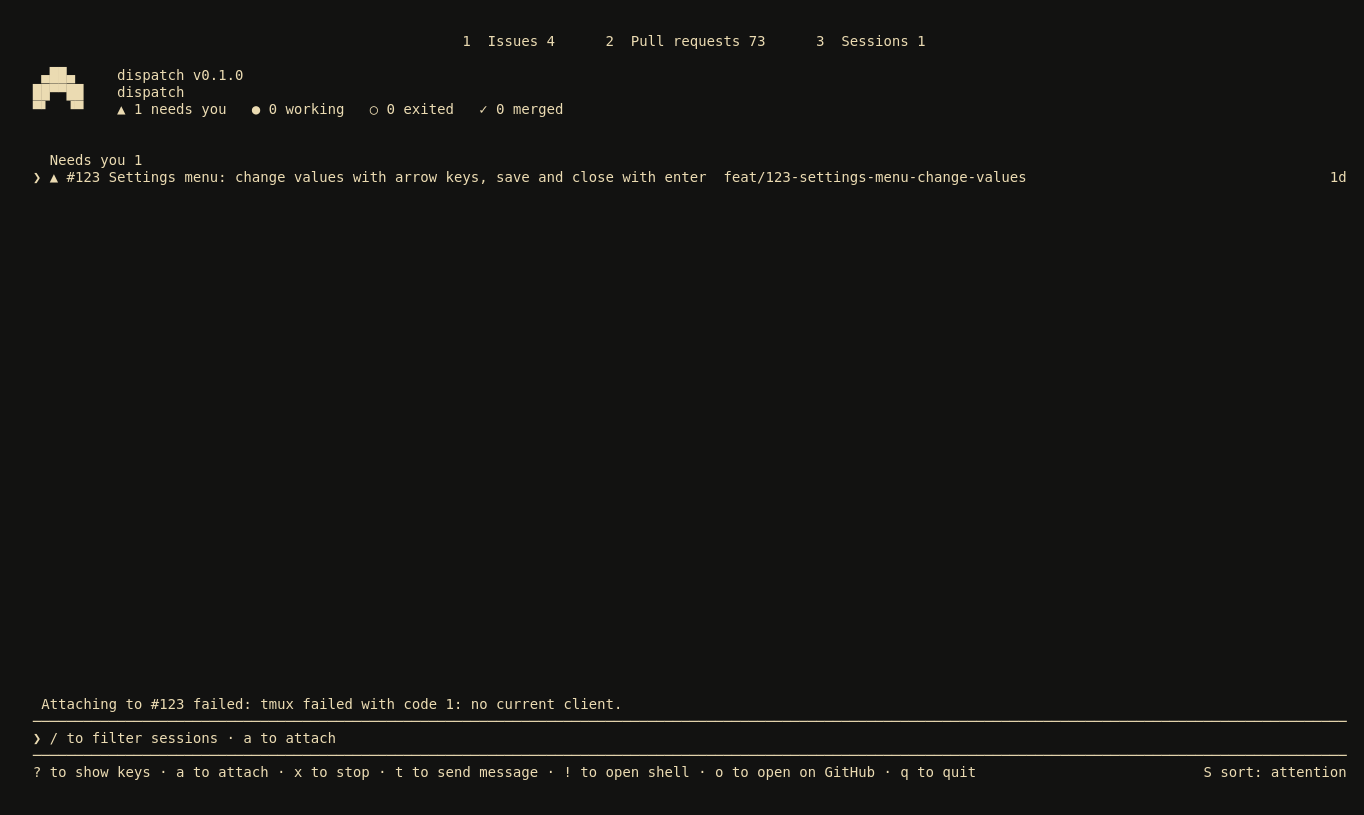 1  Issues 4      2  Pull requests 73      3  Sessions 1
dispatch v0.1.0
dispatch
▲ 1 needs you   ● 0 working   ○ 0 exited   ✓ 0 merged
Needs you 1
❯ ▲ #123 Settings menu: change values with arrow keys, save and close with enter  feat/123-settings-menu-change-values  1d
Attaching to #123 failed: tmux failed with code 1: no current client.
❯ / to filter sessions · a to attach
? to show keys · a to attach · x to stop · t to send message · ! to open shell · o to open on GitHub · q to quit  S sort: attention